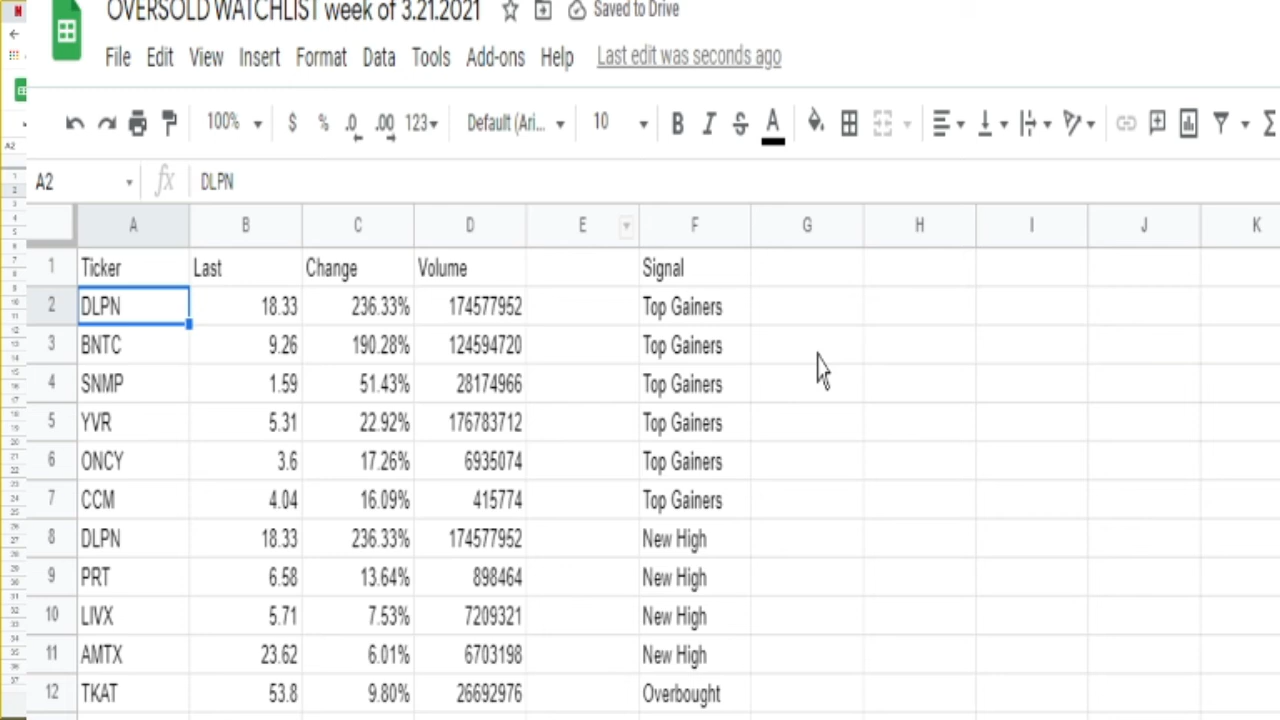 OVERSOLD WATCHLIST week of 3.21.2021 Saved to Drive
File Edit View Insert Format Data Tools Add-ons Help Last edit was seconds ago
100% $ % .0 .00 123 Default (Ari... 10 B I S A
A2 fx DLPN
A B C D E F G H I J K
1 Ticker Last Change Volume Signal
2 DLPN 18.33 236.33% 174577952 Top Gainers
3 BNTC 9.26 190.28% 124594720 Top Gainers
4 SNMP 1.59 51.43% 28174966 Top Gainers
5 YVR 5.31 22.92% 176783712 Top Gainers
6 ONCY 3.6 17.26% 6935074 Top Gainers
7 CCM 4.04 16.09% 415774 Top Gainers
8 DLPN 18.33 236.33% 174577952 New High
9 PRT 6.58 13.64% 898464 New High
10 LIVX 5.71 7.53% 7209321 New High
11 AMTX 23.62 6.01% 6703198 New High
12 TKAT 53.8 9.80% 26692976 Overbought